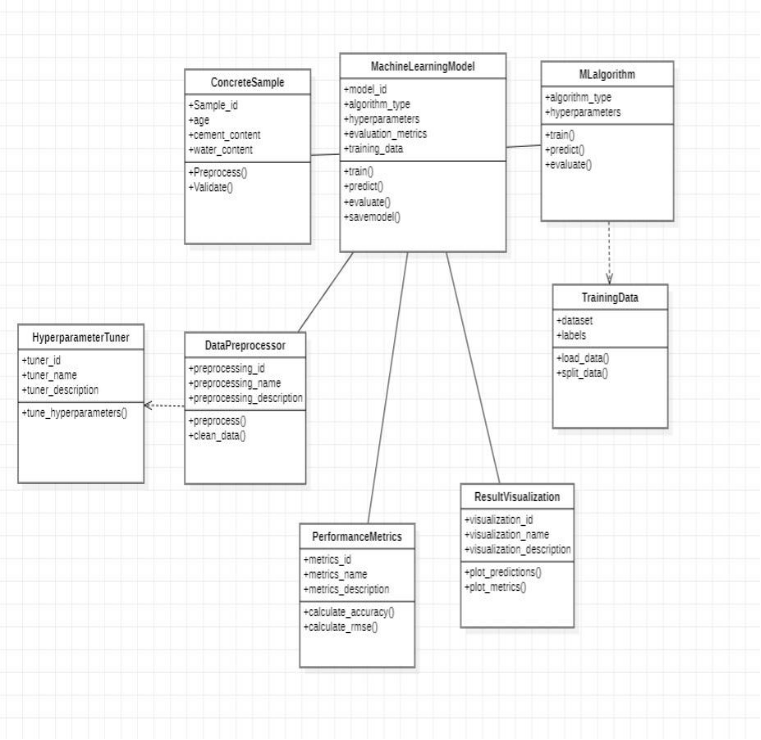 ConcreteSample
+Sample_id
+age
+cement_content
+water_content
+Preprocess()
+Validate()
MachineLearningModel
+model_id
+algorithm_type
+hyperparameters
+evaluation_metrics
+training_data
+train()
+predict()
+evaluate()
+savemodel()
MLalgorithm
+algorithm_type
+hyperparameters
+train()
+predict()
+evaluate()
TrainingData
+dataset
+labels
+load_data()
+split_data()
HyperparameterTuner
+tuner_id
+tuner_name
+tuner_description
+tune_hyperparameters()
DataPreprocessor
+preprocessing_id
+preprocessing_name
+preprocessing_description
+preprocess()
+clean_data()
PerformanceMetrics
+metrics_id
+metrics_name
+metrics_description
+calculate_accuracy()
+calculate_rmse()
ResultVisualization
+visualization_id
+visualization_name
+visualization_description
+plot_predictions()
+plot_metrics()